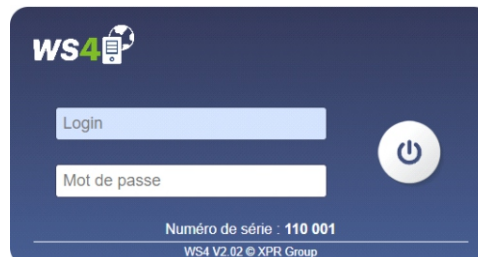 WS4
Login
Mot de passe
Numéro de série : 110 001
WS4 V2.02 © XPR Group